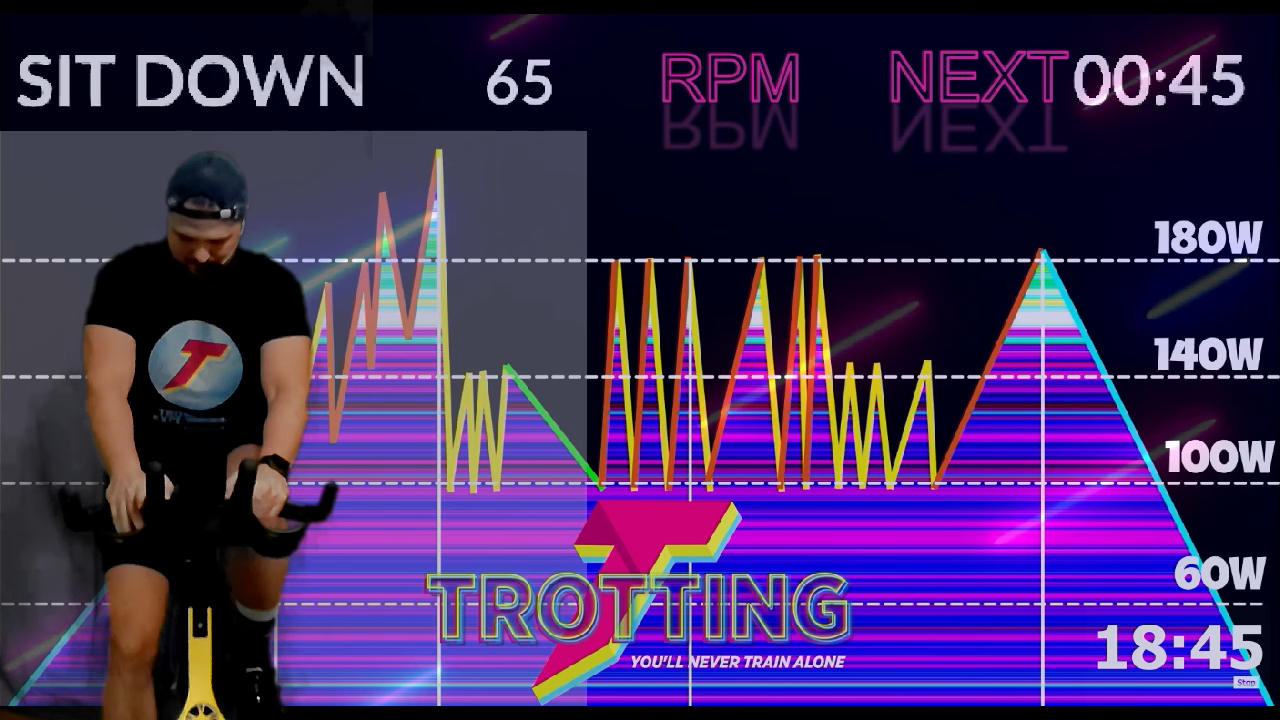 SIT DOWN 65 RPM NEXT 00:45
180W
140W
100W
60W
T
TROTTING
YOU'LL NEVER TRAIN ALONE
18:45
Stop
T